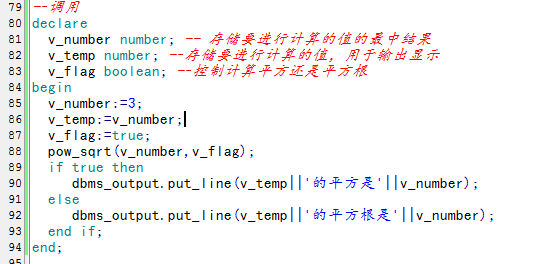 79 --调用
80 declare
81 v_number number; -- 存储要进行计算的值的最中结果
82 v_temp number; --存储要进行计算的值，用于输出显示
83 v_flag boolean; --控制计算平方还是平方根
84 begin
85 v_number:=3;
86 v_temp:=v_number;
87 v_flag:=true;
88 pow_sqrt(v_number,v_flag);
89 if true then
90 dbms_output.put_line(v_temp||'的平方是'||v_number);
91 else
92 dbms_output.put_line(v_temp||'的平方根是'||v_number);
93 end if;
94 end;
95